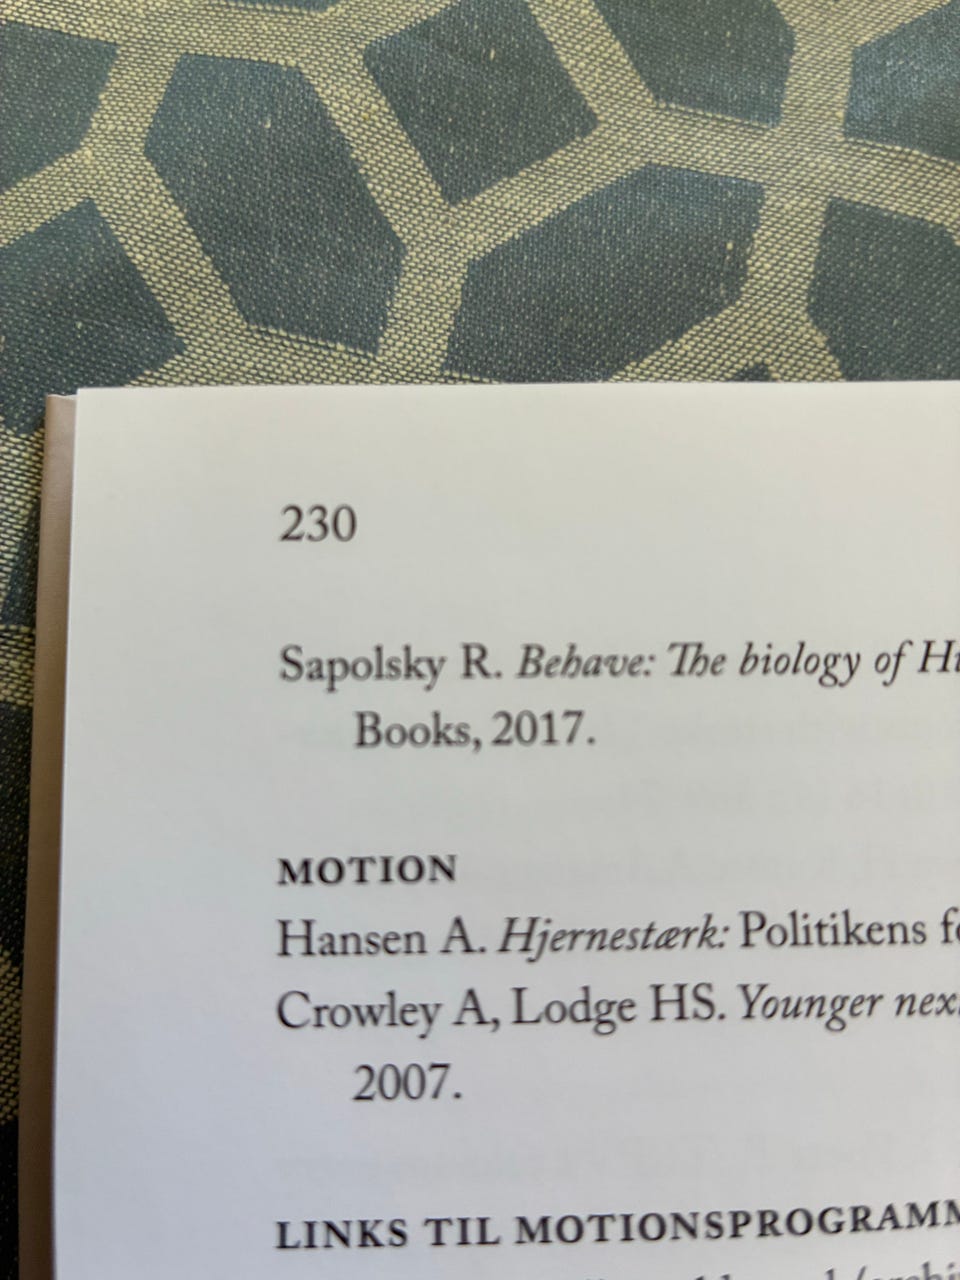 230
Sapolsky R. Behave: The biology of
Books, 2017.
MOTION
Hansen A. Hjernestærk: Politikens
Crowley A, Lodge HS. Younger
2007.
LINKS TIL